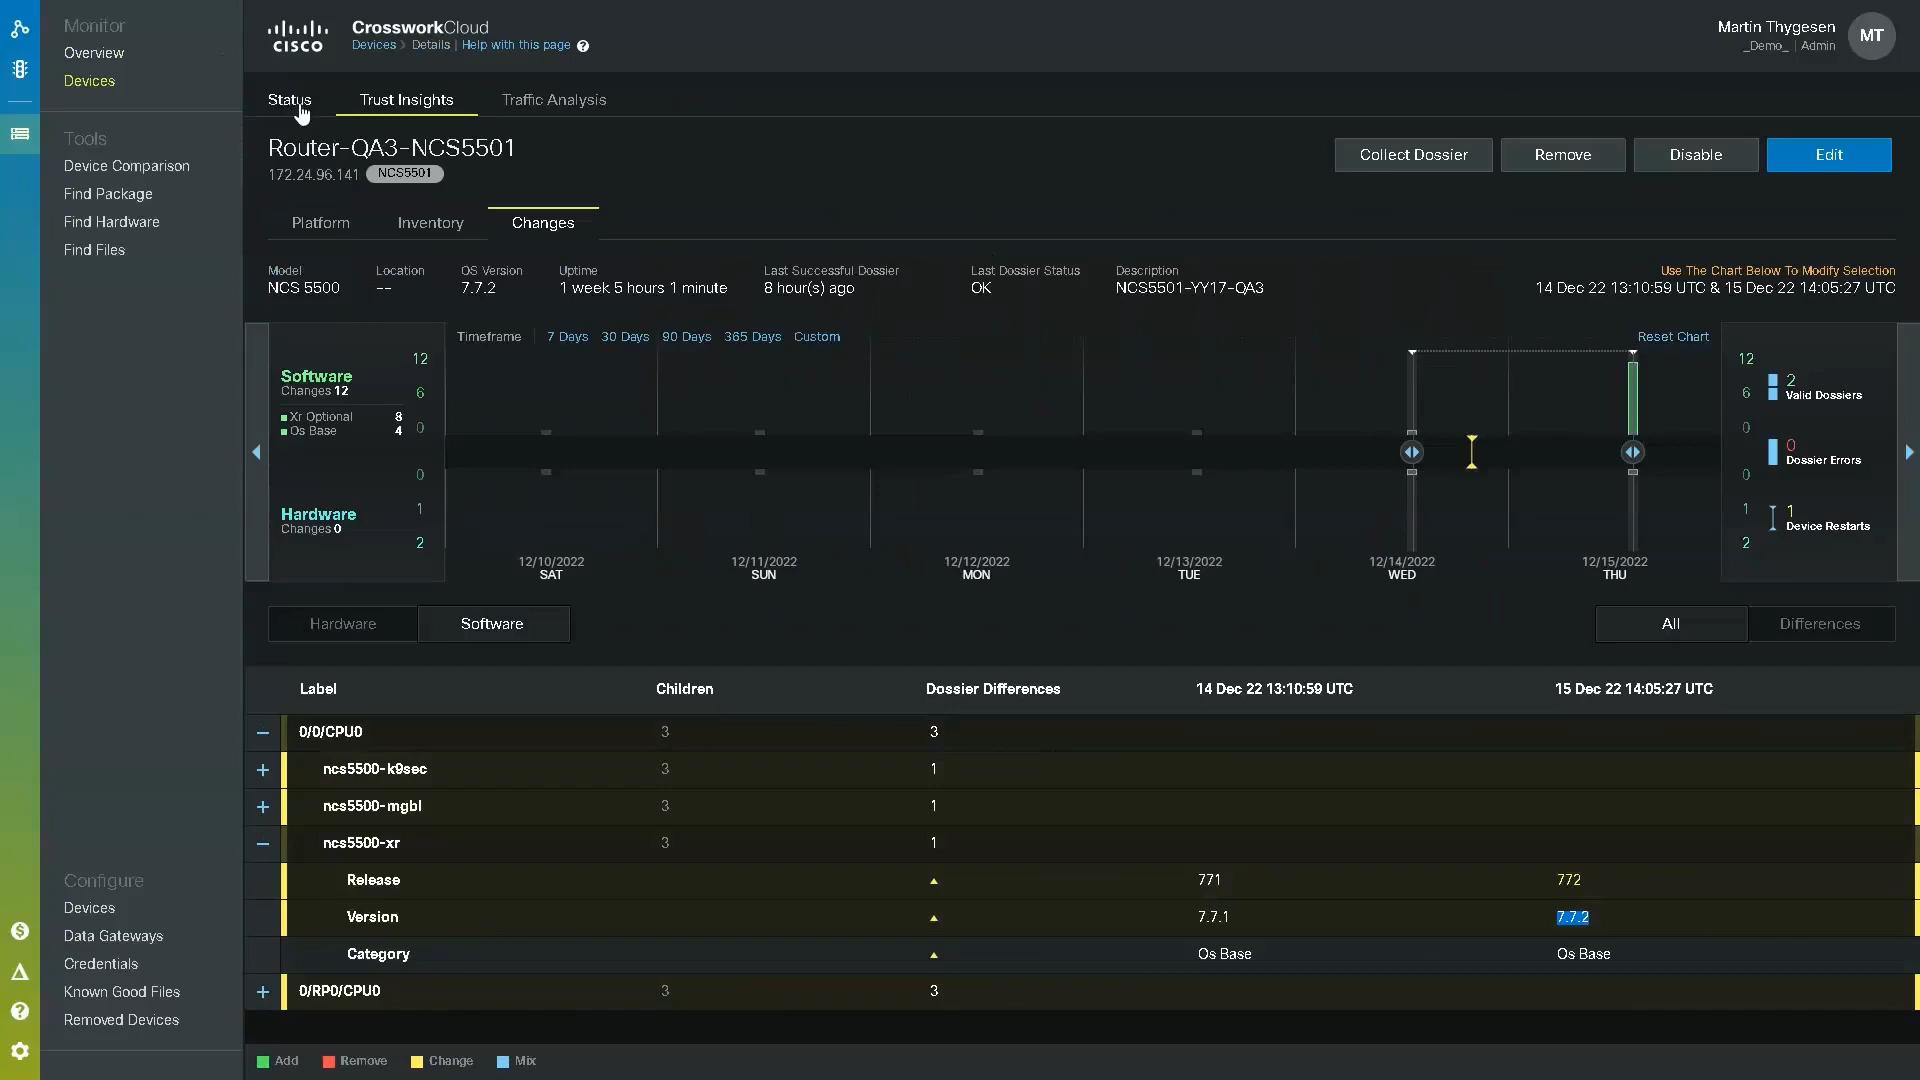 Monitor
Overview
Devices
Tools
Device Comparison
Find Package
Find Hardware
Find Files
Configure
Devices
Data Gateways
Credentials
Known Good Files
Removed Devices
CISCO
CrossworkCloud
Devices > Details | Help with this page ?
Martin Thygesen
_Demo_ | Admin
MT
Status Trust Insights Traffic Analysis
Router-QA3-NCS5501
172.24.96.141 NCS5501
Collect Dossier Remove Disable Edit
Platform Inventory Changes
Model Location OS Version Uptime Last Successful Dossier Last Dossier Status Description Use The Chart Below To Modify Selection
NCS 5500 -- 7.7.2 1 week 5 hours 1 minute 8 hour(s) ago OK NCS5501-YY17-QA3 14 Dec 22 13:10:59 UTC & 15 Dec 22 14:05:27 UTC
Timeframe 7 Days 30 Days 90 Days 365 Days Custom Reset Chart
Software
Changes 12
Xr Optional 8
Os Base 4
12
6
0
0
1
2
Hardware
Changes 0
12
6
0
0
1
2
2
Valid Dossiers
0
Dossier Errors
1
Device Restarts
12/10/2022 12/11/2022 12/12/2022 12/13/2022 12/14/2022 12/15/2022
SAT SUN MON TUE WED THU
Hardware Software All Differences
Label Children Dossier Differences 14 Dec 22 13:10:59 UTC 15 Dec 22 14:05:27 UTC
0/0/CPU0 3 3
ncs5500-k9sec 3 1
ncs5500-mgbl 3 1
ncs5500-xr 3 1
Release 771 772
Version 7.7.1 7.7.2
Category Os Base Os Base
0/RP0/CPU0 3 3
Add Remove Change Mix